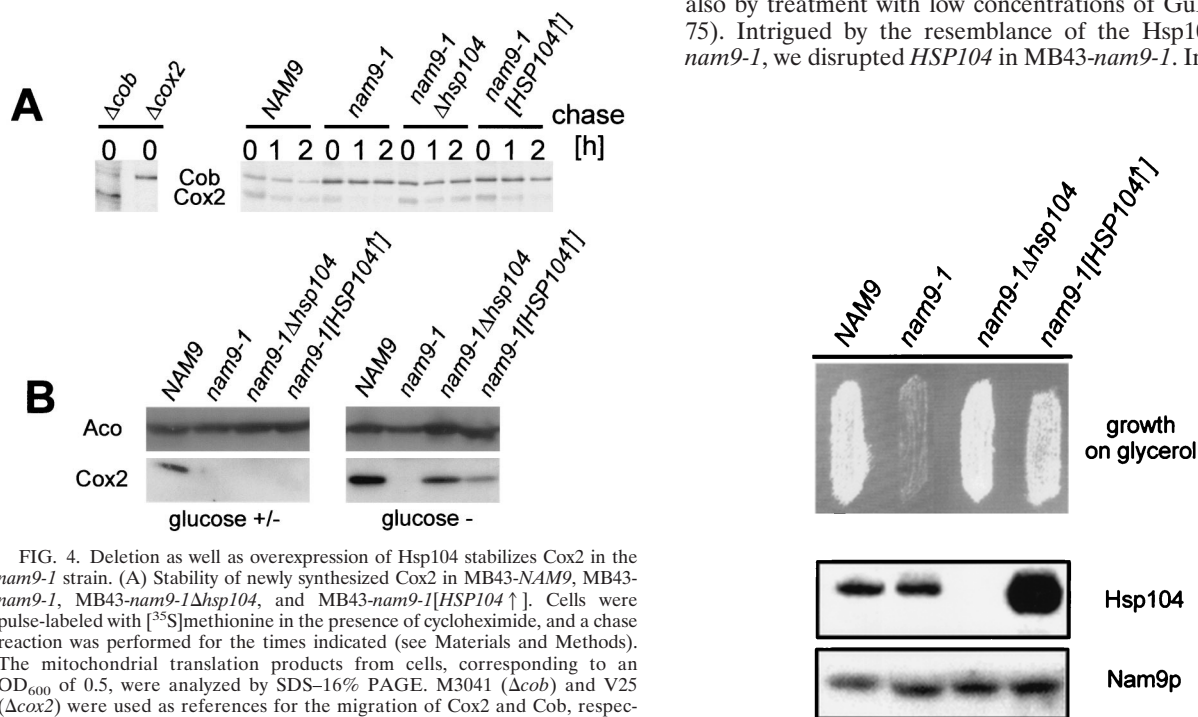 also by treatment with low concentrations of Gu
75). Intrigued by the resemblance of the Hsp10
nam9-1, we disrupted HSP104 in MB43-nam9-1. In
A
Δcob
Δcox2
NAM9
nam9-1
nam9-1
Δhsp104
nam9-1
[HSP104↑]
chase
[h]
0 0 0 1 2 0 1 2 0 1 2 0 1 2
Cob
Cox2
B
NAM9
nam9-1
nam9-1Δhsp104
nam9-1[HSP104↑]
NAM9
nam9-1
nam9-1Δhsp104
nam9-1[HSP104↑]
Aco
Cox2
glucose +/-
glucose -
FIG. 4. Deletion as well as overexpression of Hsp104 stabilizes Cox2 in the
nam9-1 strain. (A) Stability of newly synthesized Cox2 in MB43-NAM9, MB43-
nam9-1, MB43-nam9-1Δhsp104, and MB43-nam9-1[HSP104↑]. Cells were
pulse-labeled with [³⁵S]methionine in the presence of cycloheximide, and a chase
reaction was performed for the times indicated (see Materials and Methods).
The mitochondrial translation products from cells, corresponding to an
OD₆₀₀ of 0.5, were analyzed by SDS–16% PAGE. M3041 (Δcob) and V25
(Δcox2) were used as references for the migration of Cox2 and Cob, respec-
NAM9
nam9-1
nam9-1Δhsp104
nam9-1[HSP104↑]
growth
on glycerol
Hsp104
Nam9p